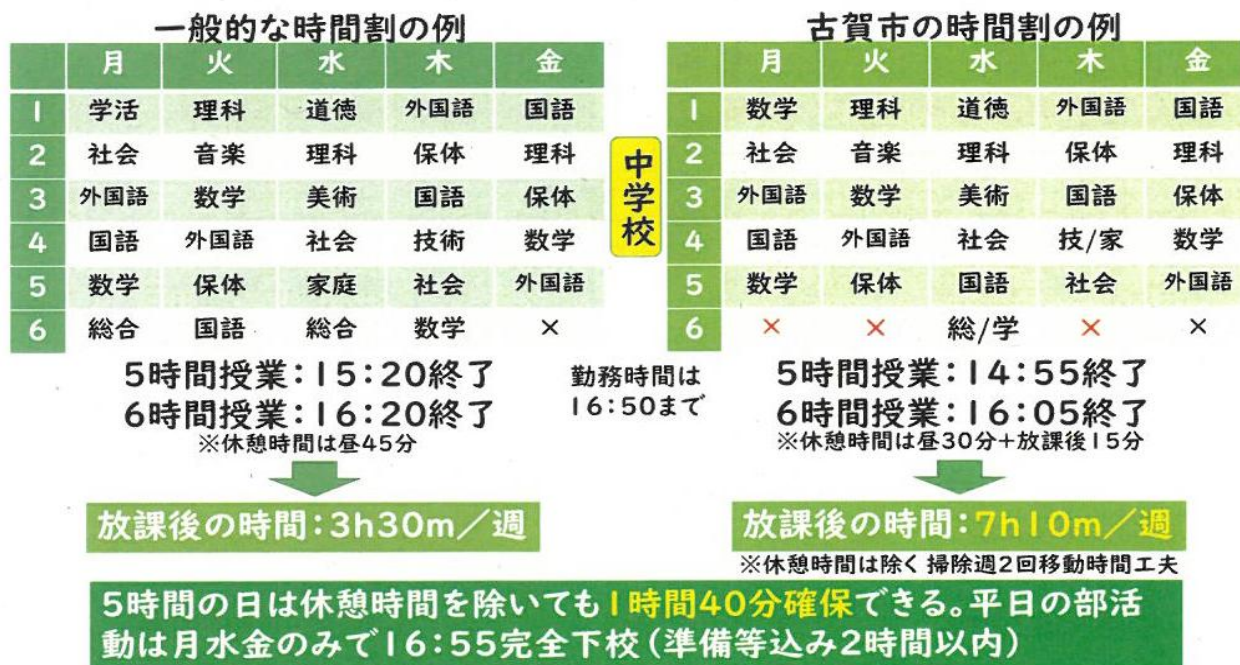 一般的な時間割の例
月 火 水 木 金
1 学活 理科 道徳 外国語 国語
2 社会 音楽 理科 保体 理科
3 外国語 数学 美術 国語 保体
4 国語 外国語 社会 技術 数学
5 数学 保体 家庭 社会 外国語
6 総合 国語 総合 数学 ×
5時間授業:15:20終了
6時間授業:16:20終了
※休憩時間は昼45分
放課後の時間:3h30m/週
中学校
勤務時間は
16:50まで
古賀市の時間割の例
月 火 水 木 金
1 数学 理科 道徳 外国語 国語
2 社会 音楽 理科 保体 理科
3 外国語 数学 美術 国語 保体
4 国語 外国語 社会 技/家 数学
5 数学 保体 国語 社会 外国語
6 × × 総/学 × ×
5時間授業:14:55終了
6時間授業:16:05終了
※休憩時間は昼30分+放課後15分
放課後の時間:7h10m/週
※休憩時間は除く 掃除週2回移動時間工夫
5時間の日は休憩時間を除いても1時間40分確保できる。平日の部活
動は月水金のみで16:55完全下校(準備等込み2時間以内)